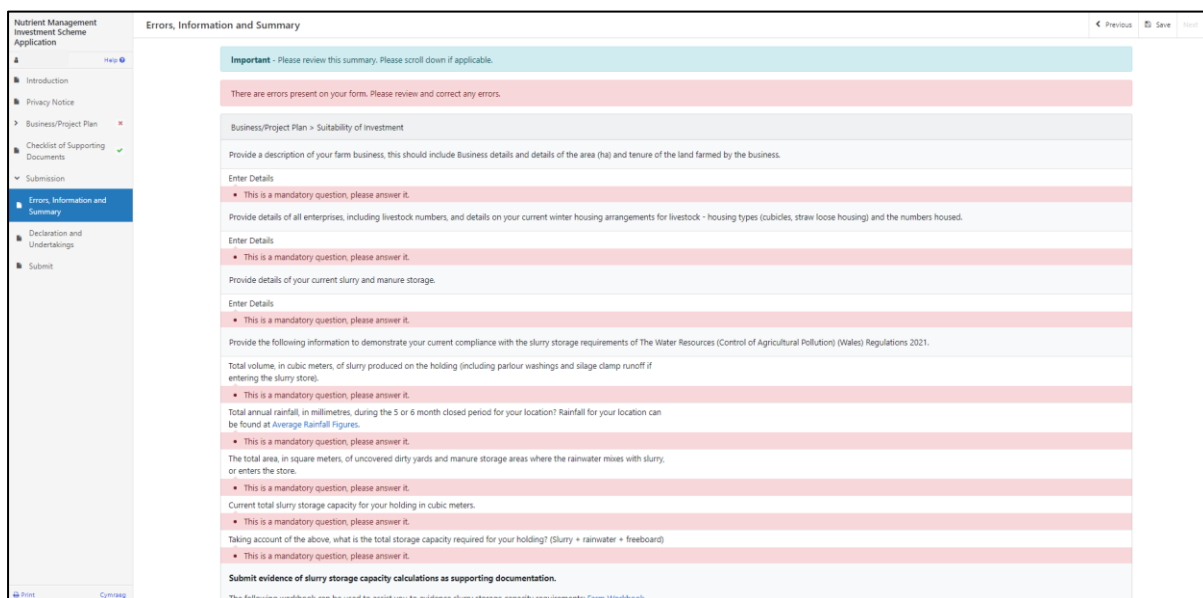 Nutrient Management
Investment Scheme
Application
Help
Introduction
Privacy Notice
Business/Project Plan
Checklist of Supporting
Documents
Submission
Errors, Information and
Summary
Declaration and
Undertakings
Submit
Print
Cymraeg
Errors, Information and Summary
Previous
Save
Next
Important - Please review this summary. Please scroll down if applicable.
There are errors present on your form. Please review and correct any errors.
Business/Project Plan > Suitability of Investment
Provide a description of your farm business, this should include Business details and details of the area (ha) and tenure of the land farmed by the business.
Enter Details
• This is a mandatory question, please answer it.
Provide details of all enterprises, including livestock numbers, and details on your current winter housing arrangements for livestock - housing types (cubicles, straw loose housing) and the numbers housed.
Enter Details
• This is a mandatory question, please answer it.
Provide details of your current slurry and manure storage.
Enter Details
• This is a mandatory question, please answer it.
Provide the following information to demonstrate your current compliance with the slurry storage requirements of The Water Resources (Control of Agricultural Pollution) (Wales) Regulations 2021.
Total volume, in cubic meters, of slurry produced on the holding (including parlour washings and silage clamp runoff if
entering the slurry store).
• This is a mandatory question, please answer it.
Total annual rainfall, in millimetres, during the 5 or 6 month closed period for your location? Rainfall for your location can
be found at Average Rainfall Figures.
• This is a mandatory question, please answer it.
The total area, in square meters, of uncovered dirty yards and manure storage areas where the rainwater mixes with slurry,
or enters the store.
• This is a mandatory question, please answer it.
Current total slurry storage capacity for your holding in cubic meters.
• This is a mandatory question, please answer it.
Taking account of the above, what is the total storage capacity required for your holding? (Slurry + rainwater + freeboard)
• This is a mandatory question, please answer it.
Submit evidence of slurry storage capacity calculations as supporting documentation.
The following workbook can be used to assist you to evidence slurry storage capacity requirements: Farm Workbook